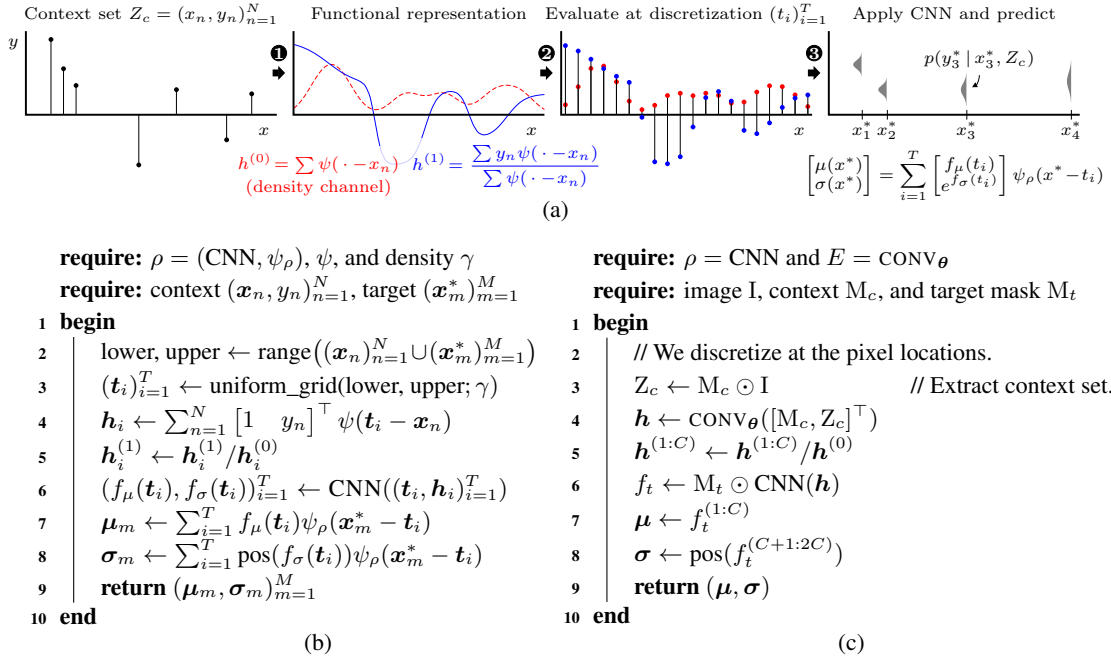 Context set Z_c = (x_n, y_n)_{n=1}^N
Functional representation
Evaluate at discretization (t_i)_{i=1}^T
Apply CNN and predict
y
❶
❷
❸
p(y_3^* | x_3^*, Z_c)
x
x
x
x_1^* x_2^* x_3^* x_4^*
h^{(0)} = ∑ ψ( · −x_n)
(density channel)
h^{(1)} = \frac{∑ y_n ψ( · −x_n)}{∑ ψ( · −x_n)}
[μ(x^*) σ(x^*)] = ∑_{i=1}^T [f_μ(t_i) e^{f_σ(t_i)}] ψ_ρ(x^* − t_i)
(a)
require: ρ = (CNN, ψ_ρ), ψ, and density γ
require: context (x_n, y_n)_{n=1}^N, target (x_m^*)_{m=1}^M
1 begin
2 lower, upper ← range((x_n)_{n=1}^N ∪ (x_m^*)_{m=1}^M)
3 (t_i)_{i=1}^T ← uniform_grid(lower, upper; γ)
4 h_i ← ∑_{n=1}^N [1 y_n]^⊤ ψ(t_i − x_n)
5 h_i^{(1)} ← h_i^{(1)} / h_i^{(0)}
6 (f_μ(t_i), f_σ(t_i))_{i=1}^T ← CNN((t_i, h_i)_{i=1}^T)
7 μ_m ← ∑_{i=1}^T f_μ(t_i)ψ_ρ(x_m^* − t_i)
8 σ_m ← ∑_{i=1}^T pos(f_σ(t_i))ψ_ρ(x_m^* − t_i)
9 return (μ_m, σ_m)_{m=1}^M
10 end
(b)
require: ρ = CNN and E = CONV_θ
require: image I, context M_c, and target mask M_t
1 begin
2 // We discretize at the pixel locations.
3 Z_c ← M_c ⊙ I // Extract context set.
4 h ← CONV_θ([M_c, Z_c]^⊤)
5 h^{(1:C)} ← h^{(1:C)} / h^{(0)}
6 f_t ← M_t ⊙ CNN(h)
7 μ ← f_t^{(1:C)}
8 σ ← pos(f_t^{(C+1:2C)})
9 return (μ, σ)
10 end
(c)